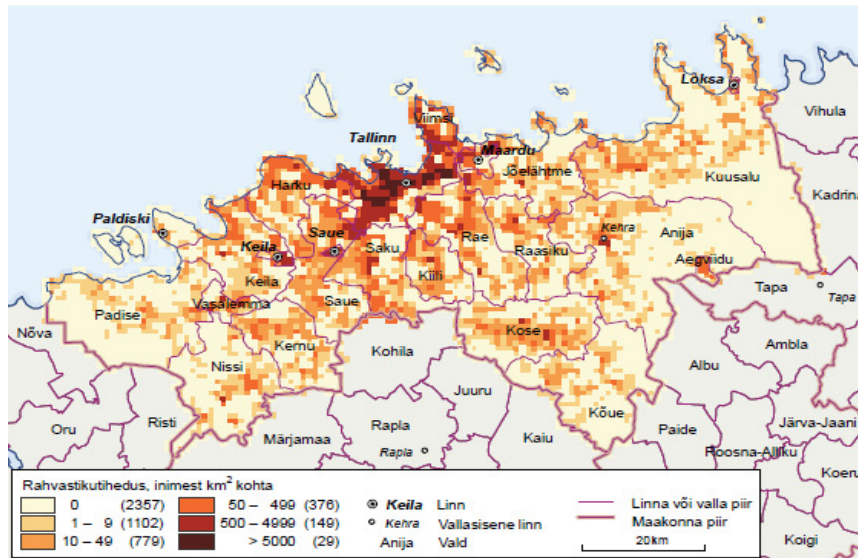 Loksa
Vihula
Viimsi
Tallinn
Maardu
Jõelähtme
Kuusalu
Harku
Kadrina
Paldiski
Saue
Rae
Kehra
Anija
Keila
Saku
Raasiku
Aegviidu
Keila
Kiili
Tapa
Tapa
Vasalemma
Saue
Padise
Nõva
Kernu
Kose
Kohila
Ambla
Nissi
Albu
Juuru
Oru
Risti
Rapla
Kõue
Märjamaa
Kaiu
Paide
Järva-Jaani
Rapla
Roosna-Alliku
Koeru
Koigi
Rahvastikutihedus, inimest km² kohta
0 (2357) 50 – 499 (376) Keila Linn Linna või valla piir
1 – 9 (1102) 500 – 4999 (149) Kehra Vallasisene linn Maakonna piir
10 – 49 (779) > 5000 (29) Anija Vald 20 km